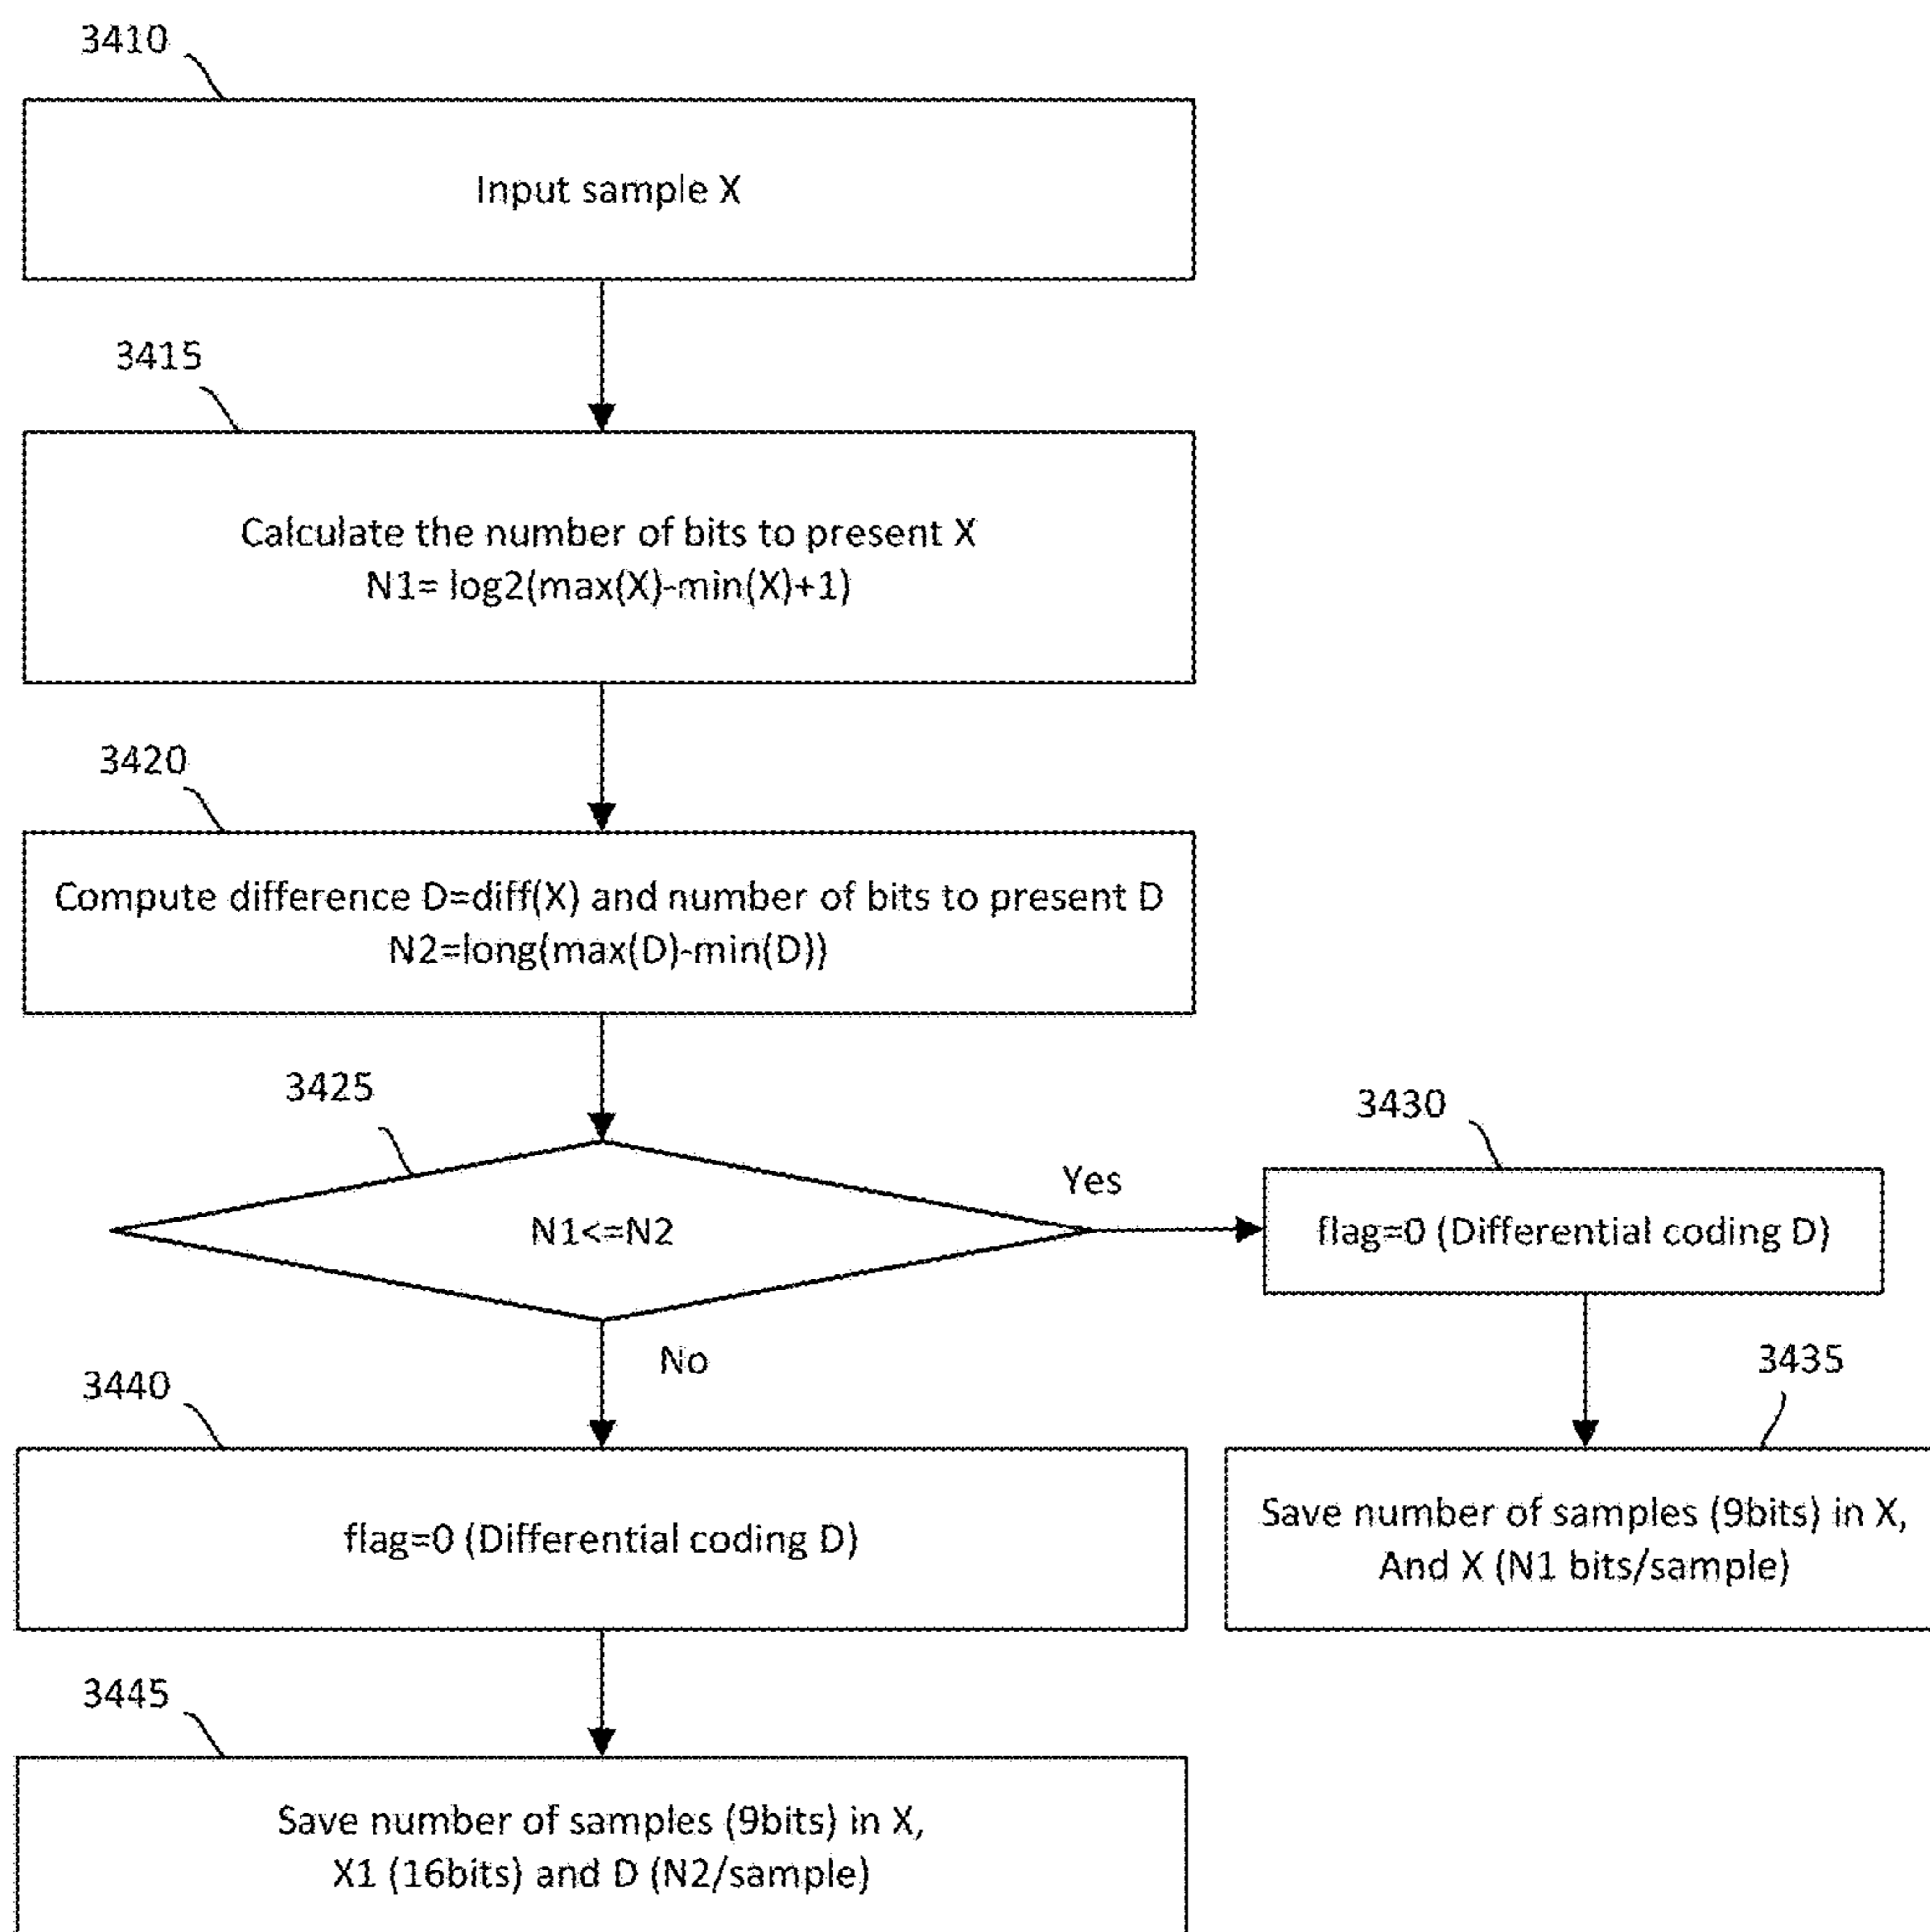 3410
Input sample X
3415
Calculate the number of bits to present X
N1= log2(max(X)-min(X)+1)
3420
Compute difference D=diff(X) and number of bits to present D
N2=long(max(D)-min(D))
3425
N1<=N2
Yes
3430
flag=0 (Differential coding D)
No
3435
Save number of samples (9bits) in X,
And X (N1 bits/sample)
3440
flag=0 (Differential coding D)
3445
Save number of samples (9bits) in X,
X1 (16bits) and D (N2/sample)